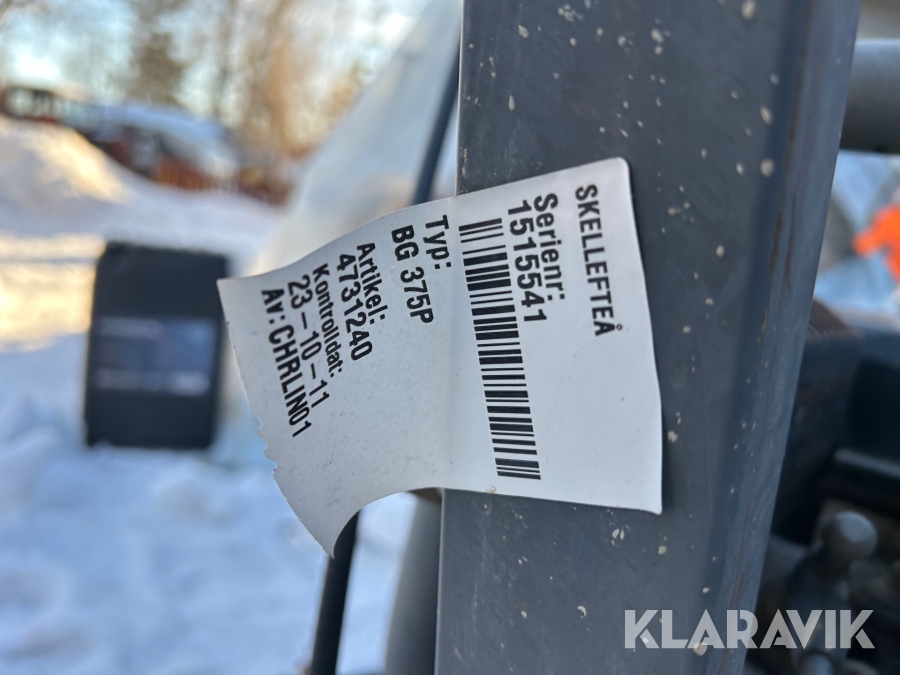 SKELLEFTEÅ
Serienr:
1515541
Typ:
BG 375P
Artikel:
4731240
Kontrolldat:
23-10-11
Av: CHRLIN01
KLARAVIK